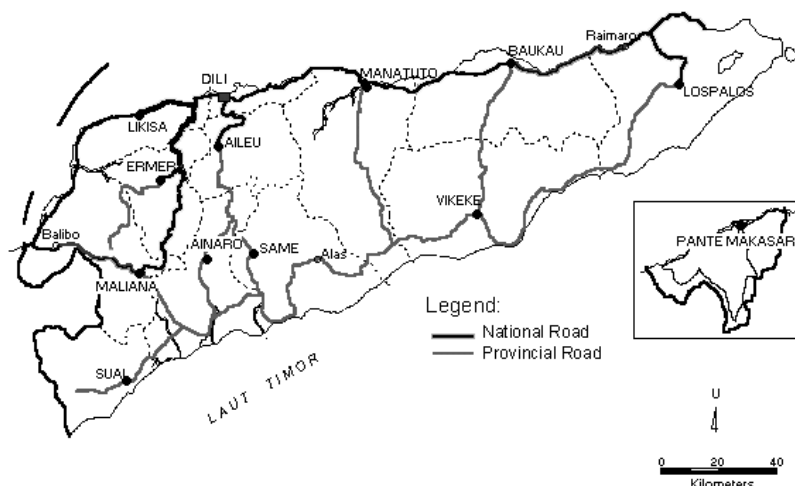 Raimaro
BAUKAU
DILI
MANATUTO
LOSPALOS
LIKISA
AILEU
ERMER
VIKEKE
Balibo
AINARO
SAME
Alas
PANTE MAKASAR
MALIANA
Legend:
National Road
Provincial Road
SUAI
LAUT TIMOR
U
0 20 40
Kilometers